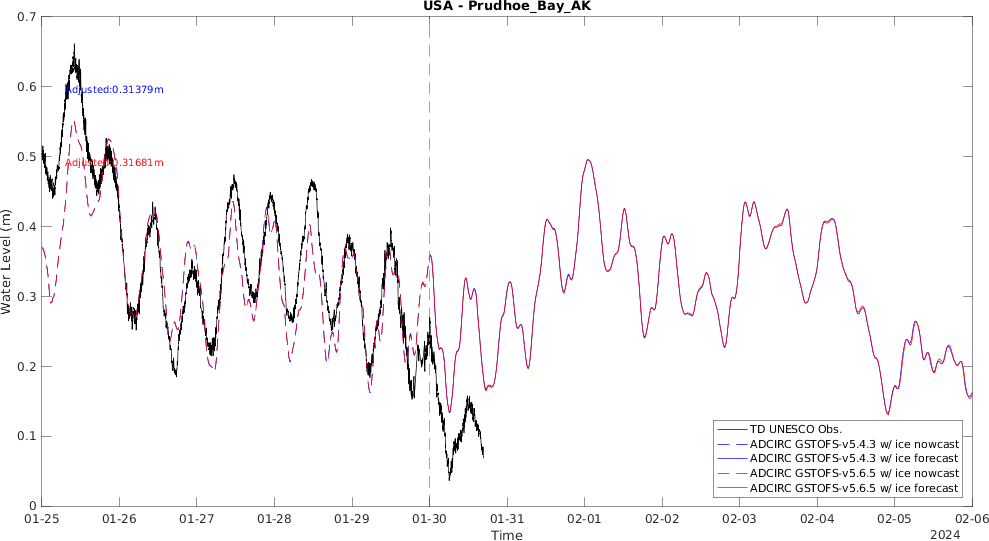 USA - Prudhoe_Bay_AK
Water Level (m)
0.7
0.6
0.5
0.4
0.3
0.2
0.1
0
Adjusted:0.31379m
Adjusted:0.31681m
TD UNESCO Obs.
ADCIRC GSTOFS-v5.4.3 w/ ice nowcast
ADCIRC GSTOFS-v5.4.3 w/ ice forecast
ADCIRC GSTOFS-v5.6.5 w/ ice nowcast
ADCIRC GSTOFS-v5.6.5 w/ ice forecast
01-25 01-26 01-27 01-28 01-29 01-30 01-31 02-01 02-02 02-03 02-04 02-05 02-06
Time
2024